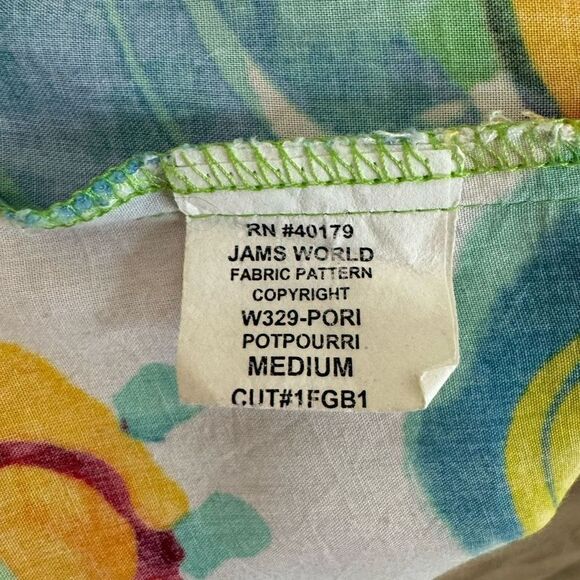 RN #40179
JAMS WORLD
FABRIC PATTERN
COPYRIGHT
W329-PORI
POTPOURRI
MEDIUM
CUT#1FGB1